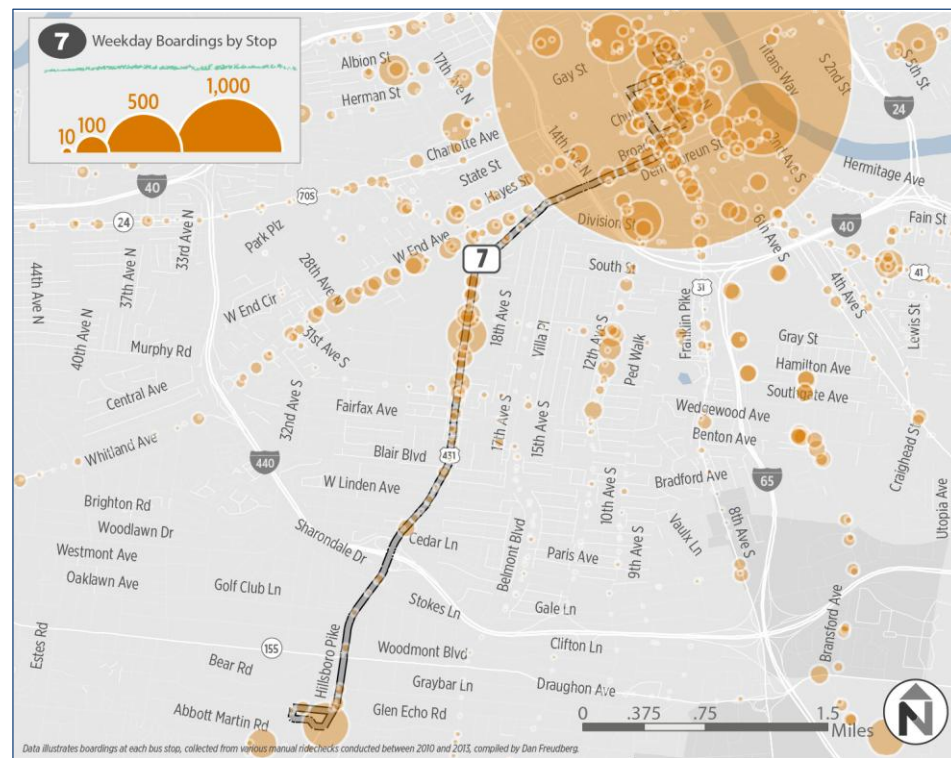 7 Weekday Boardings by Stop
10 100 500 1,000
Albion St
17th Ave N
Herman St
Gay St
Titans Way
S 2nd St
S 5th St
24
Charlotte Ave
14th Ave N
Church
Broad
Demonbreun St
2nd Ave S
Hermitage Ave
State St
Hayes St
40
70S
24
33rd Ave N
Park Plz
W End Ave
Division St
6th Ave S
40
Fain St
44th Ave N
40th Ave N
37th Ave N
W End Cir
28th Ave N
7
South St
31
4th Ave S
41
Lewis St
Murphy Rd
31st Ave S
18th Ave S
Villa Pl
12th Ave S
Ped Walk
Franklin Pike
Gray St
Hamilton Ave
Southgate Ave
Central Ave
32nd Ave S
Fairfax Ave
17th Ave S
15th Ave S
Wedgewood Ave
Benton Ave
Craighead St
Whitland Ave
440
Blair Blvd
431
W Linden Ave
10th Ave S
Bradford Ave
65
Utopia Ave
Brighton Rd
Woodlawn Dr
Westmont Ave
Oaklawn Ave
Sharondale Dr
Cedar Ln
Belmont Blvd
Paris Ave
9th Ave S
Vaulx Ln
8th Ave S
Golf Club Ln
Stokes Ln
Gale Ln
Clifton Ln
Bransford Ave
Estes Rd
155
Bear Rd
Hillsboro Pike
Woodmont Blvd
Graybar Ln
Draughon Ave
Abbott Martin Rd
Glen Echo Rd
0 .375 .75 1.5
Miles
N
Data illustrates boardings at each bus stop, collected from various manual ridechecks conducted between 2010 and 2013, compiled by Dan Freudberg.